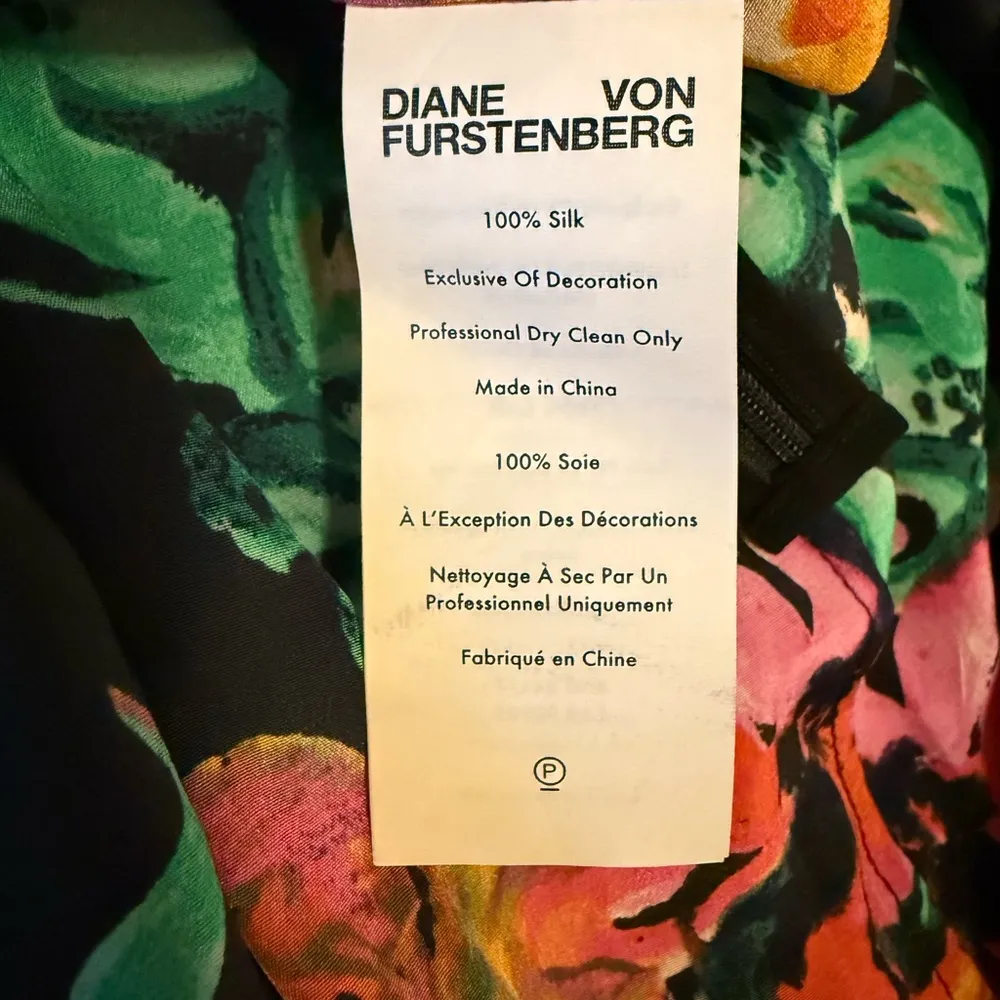 DIANE VON
FURSTENBERG
100% Silk
Exclusive Of Decoration
Professional Dry Clean Only
Made in China
100% Soie
À L'Exception Des Décorations
Nettoyage À Sec Par Un
Professionnel Uniquement
Fabriqué en Chine
P